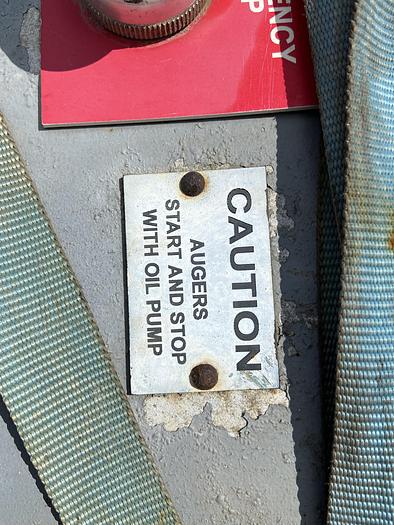 ENCY
P
CAUTION
AUGERS
START AND STOP
WITH OIL PUMP